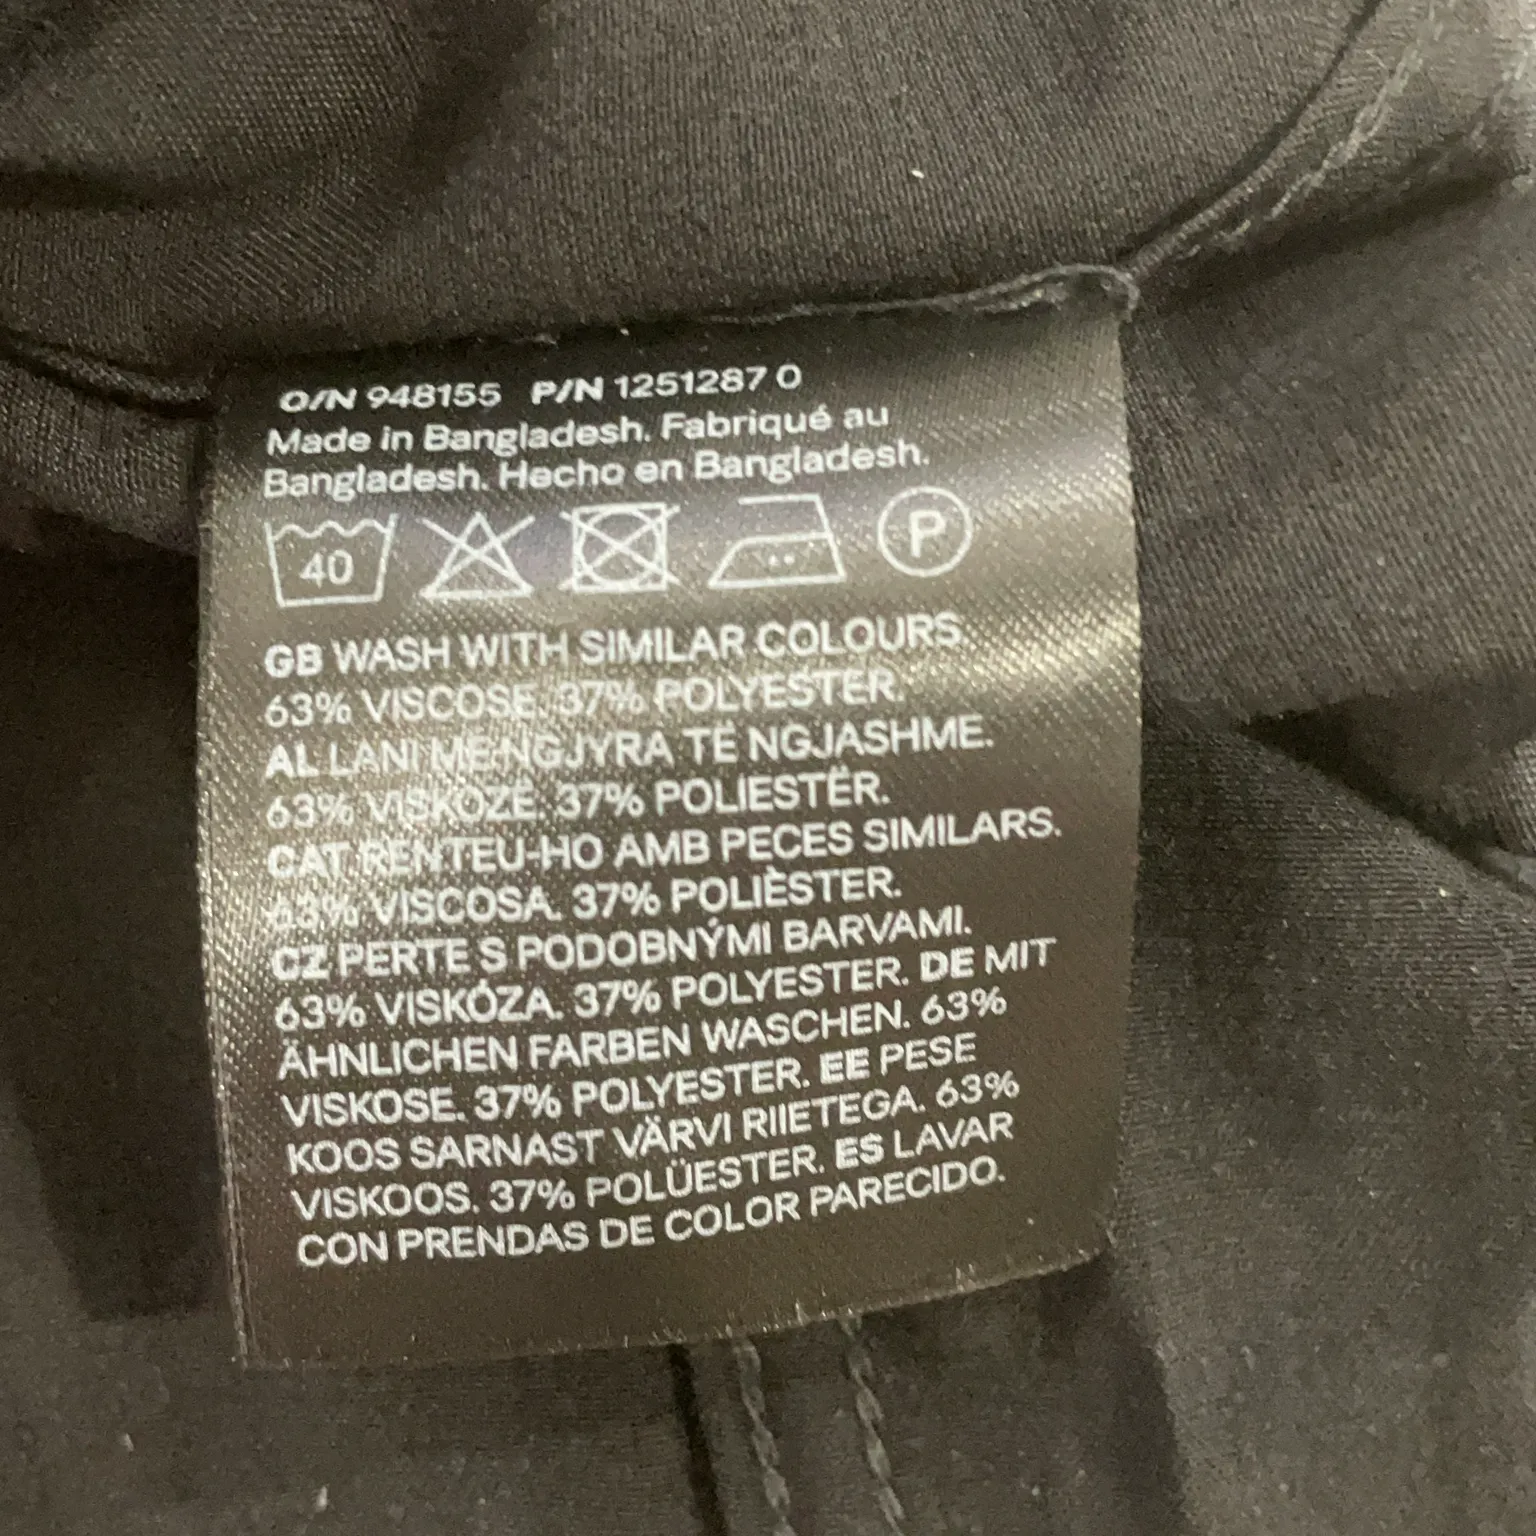 O/N 948155 P/N 1251287 0
Made in Bangladesh. Fabriqué au
Bangladesh. Hecho en Bangladesh.
40 P
GB WASH WITH SIMILAR COLOURS.
63% VISCOSE. 37% POLYESTER.
AL LANI ME NGJYRA TË NGJASHME.
63% VISKOZË. 37% POLIESTËR.
CAT RENTEU-HO AMB PECES SIMILARS.
63% VISCOSA. 37% POLIÈSTER.
CZ PERTE S PODOBNÝMI BARVAMI.
63% VISKÓZA. 37% POLYESTER. DE MIT
ÄHNLICHEN FARBEN WASCHEN. 63%
VISKOSE. 37% POLYESTER. EE PESE
KOOS SARNAST VÄRVI RIIETEGA. 63%
VISKOOS. 37% POLÜESTER. ES LAVAR
CON PRENDAS DE COLOR PARECIDO.